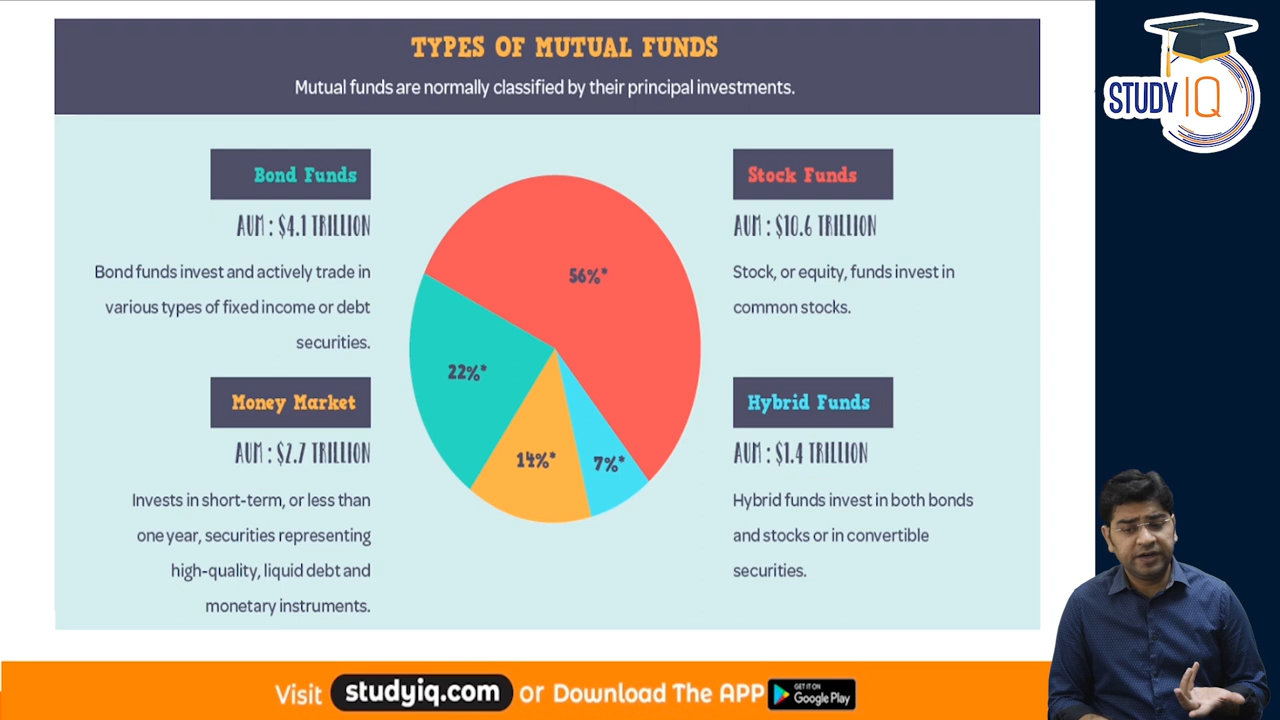 TYPES OF MUTUAL FUNDS
Mutual funds are normally classified by their principal investments.
STUDY IQ
Bond Funds
AUM : $4.1 TRILLION
Bond funds invest and actively trade in
various types of fixed income or debt
securities.
Money Market
AUM : $2.7 TRILLION
Invests in short-term, or less than
one year, securities representing
high-quality, liquid debt and
monetary instruments.
56%*
22%*
14%*
7%*
Stock Funds
AUM : $10.6 TRILLION
Stock, or equity, funds invest in
common stocks.
Hybrid Funds
AUM : $1.4 TRILLION
Hybrid funds invest in both bonds
and stocks or in convertible
securities.
Visit studyiq.com or Download The APP GET IT ON Google Play